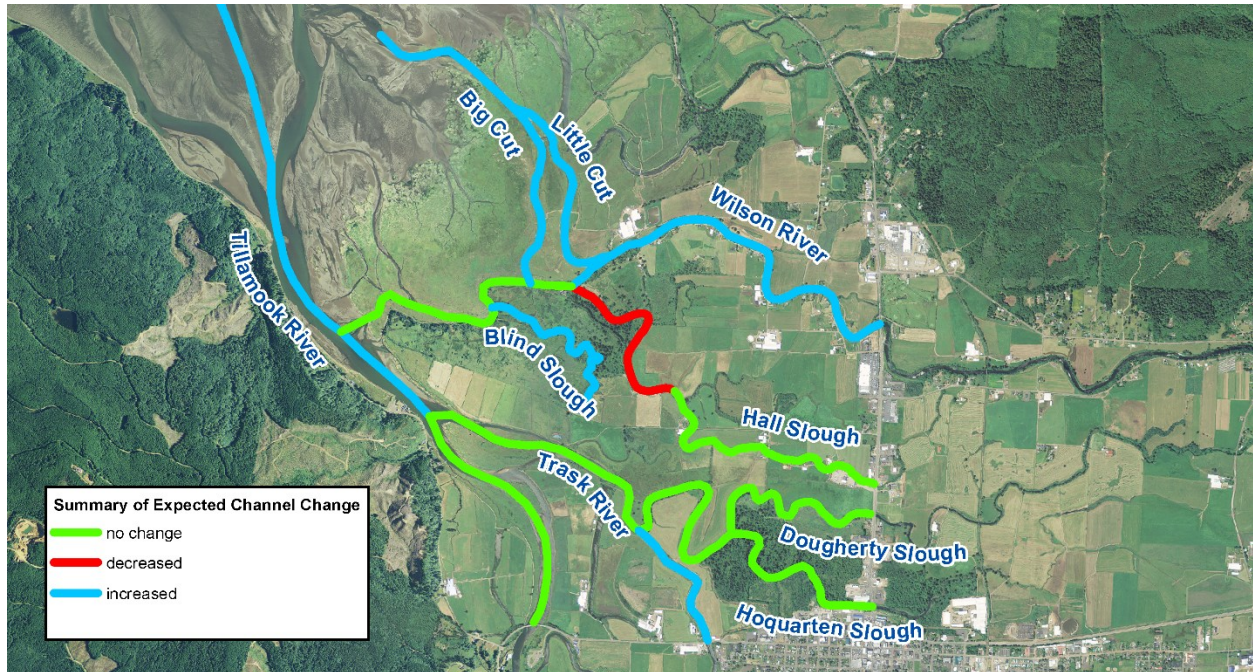 Big Cut
Little Cut
Wilson River
Tillamook River
Blind Slough
Hall Slough
Trask River
Dougherty Slough
Hoquarten Slough
Summary of Expected Channel Change
no change
decreased
increased